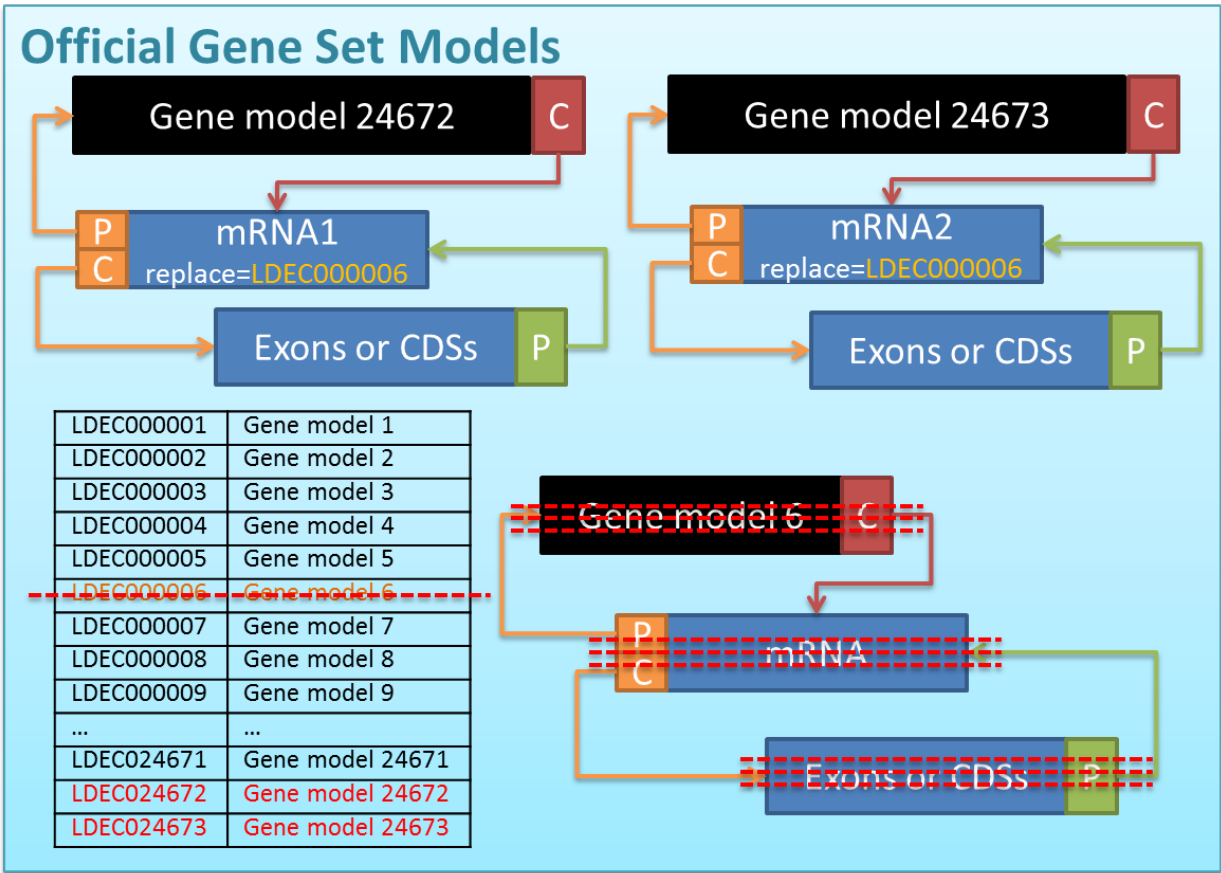 Official Gene Set Models
Gene model 24672 C
Gene model 24673 C
P mRNA1
C replace=LDEC000006
P mRNA2
C replace=LDEC000006
Exons or CDSs P
Exons or CDSs P
LDEC000001 Gene model 1
LDEC000002 Gene model 2
LDEC000003 Gene model 3
LDEC000004 Gene model 4
LDEC000005 Gene model 5
LDEC000006 Gene model 6
LDEC000007 Gene model 7
LDEC000008 Gene model 8
LDEC000009 Gene model 9
... ...
LDEC024671 Gene model 24671
LDEC024672 Gene model 24672
LDEC024673 Gene model 24673
Gene model 6 C
P mRNA
C
Exons or CDSs P